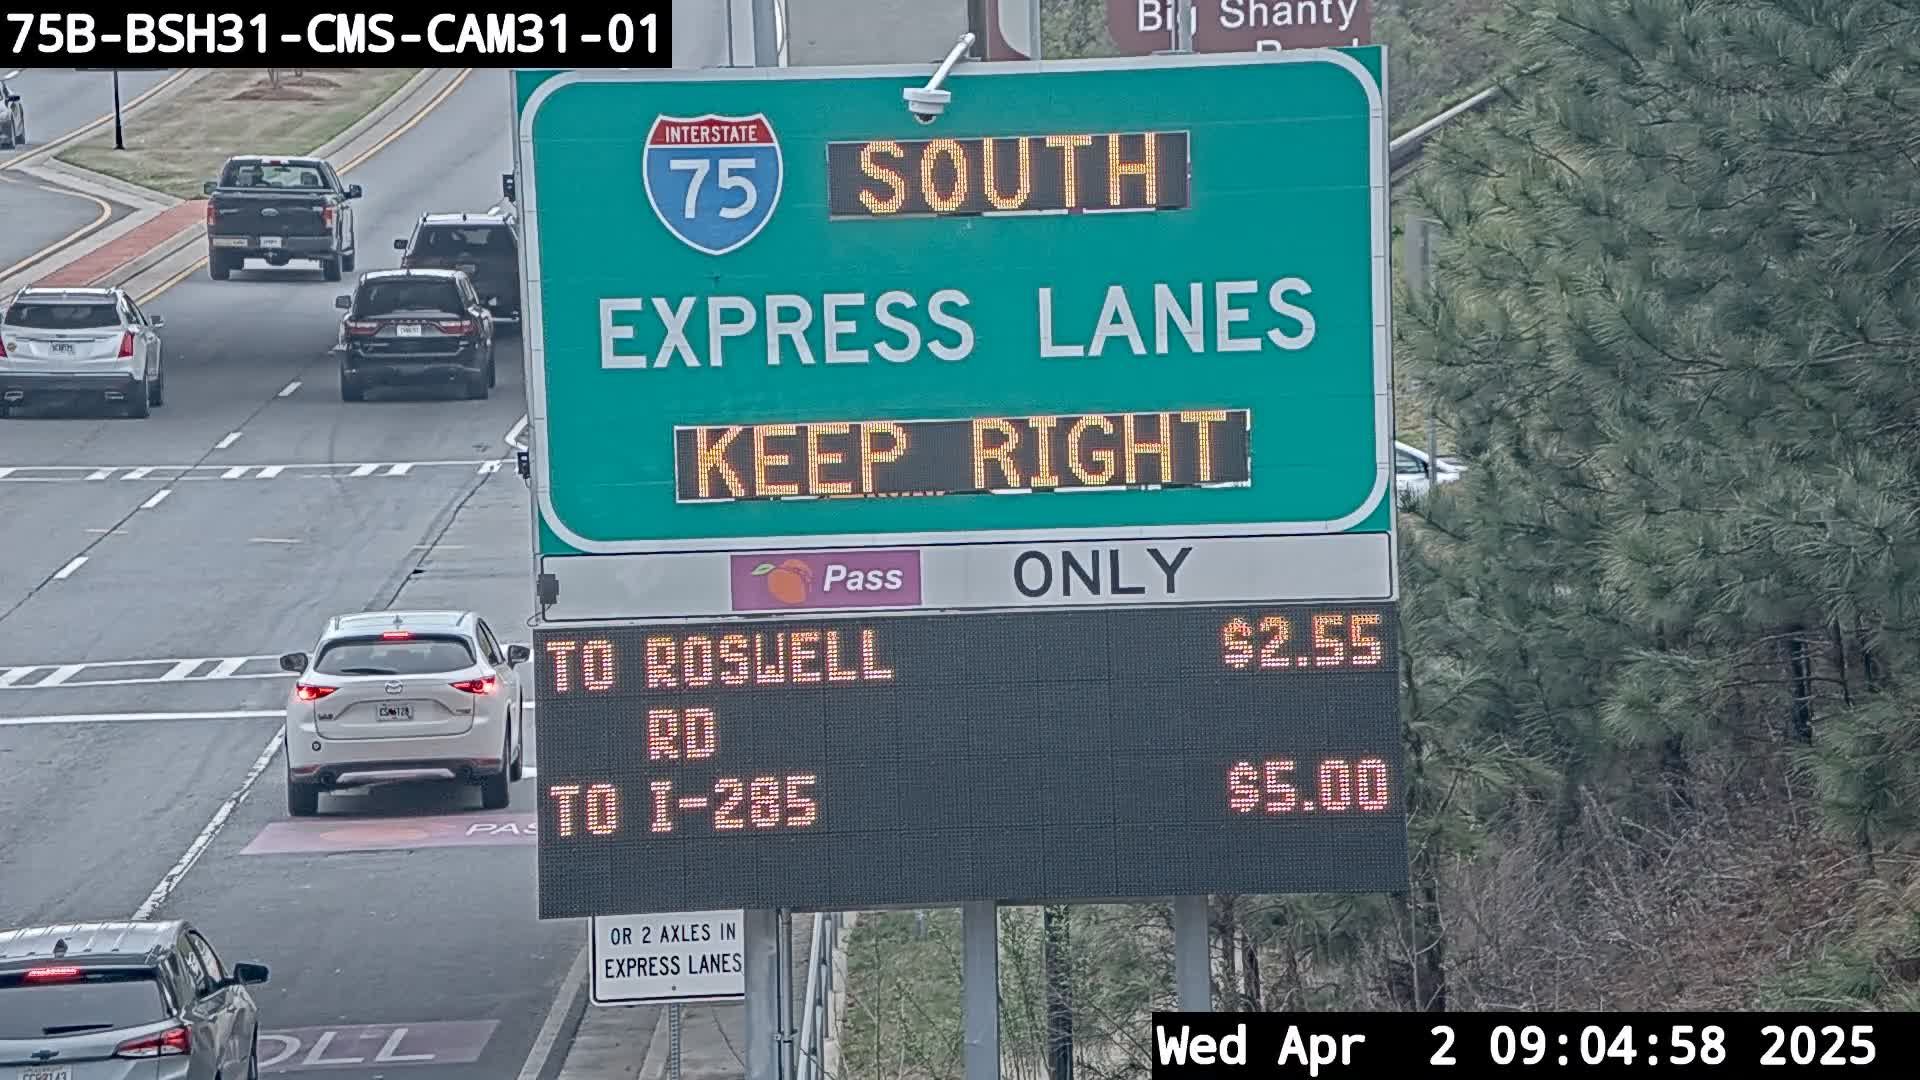 75B-BSH31-CMS-CAM31-01
Big Shanty
Road
INTERSTATE
75
SOUTH
EXPRESS LANES
KEEP RIGHT
Pass ONLY
TO ROSWELL $2.55
RD
TO I-285 $5.00
OR 2 AXLES IN
EXPRESS LANES
Wed Apr 2 09:04:58 2025